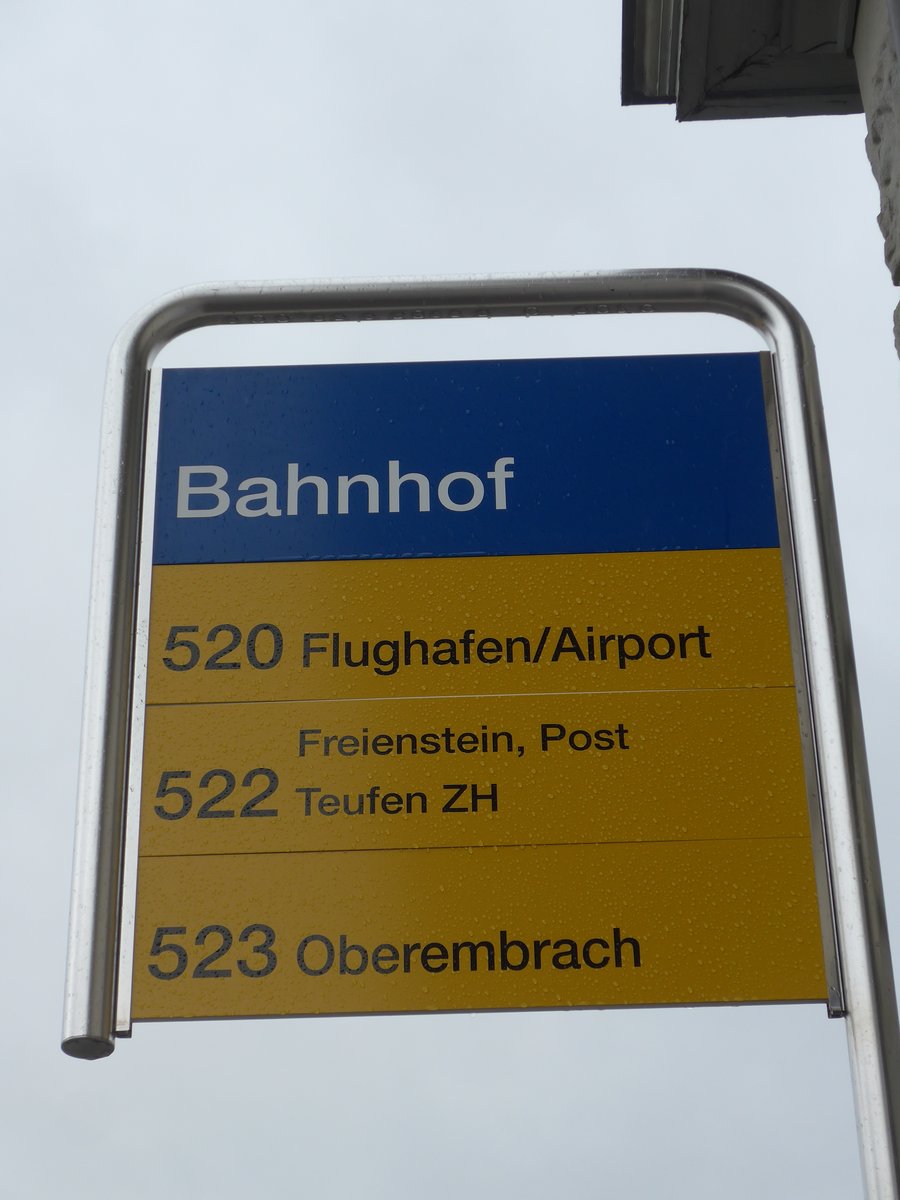 Bahnhof
520 Flughafen/Airport
Freienstein, Post
522 Teufen ZH
523 Oberembrach